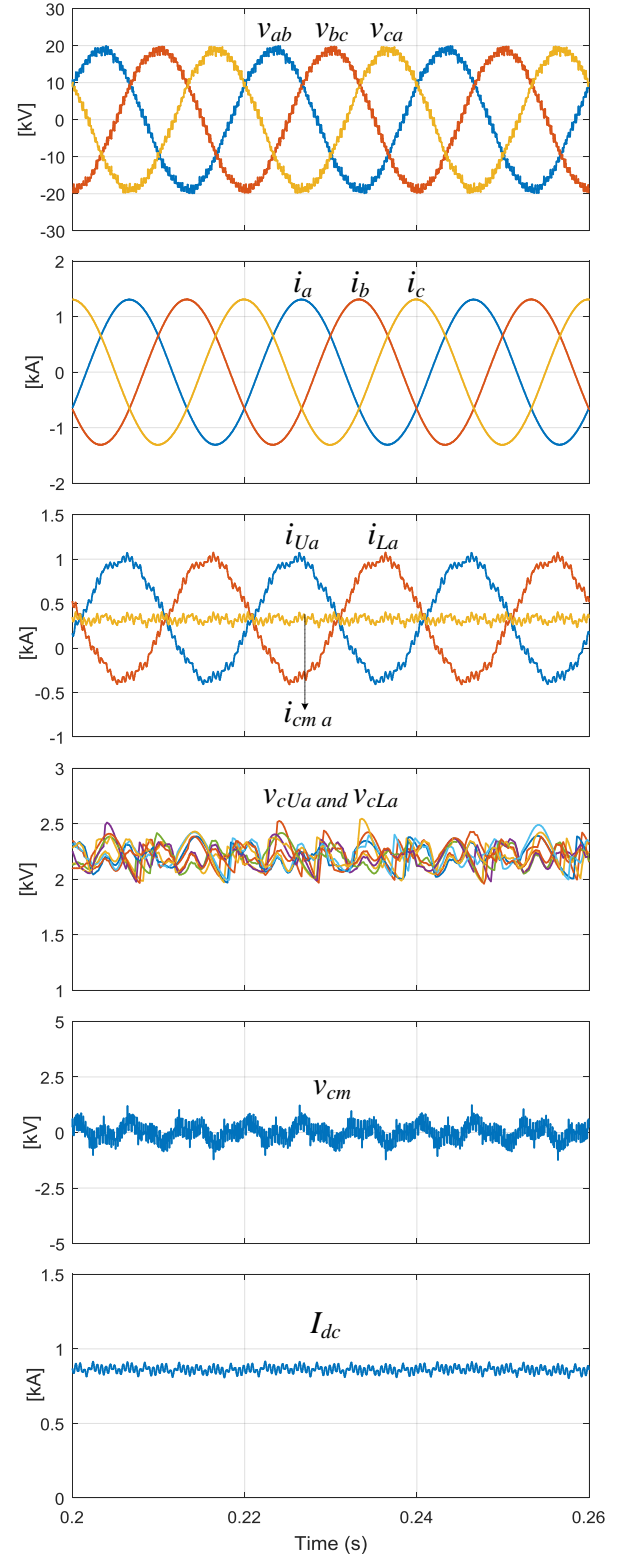 30
20
10
0
-10
-20
-30
[kV]
v_ab v_bc v_ca
2
1
0
-1
-2
[kA]
i_a i_b i_c
1.5
1
0.5
0
-0.5
-1
[kA]
i_Ua i_La
i_cm a
3
2.5
2
1.5
1
[kV]
v_cUa and v_cLa
5
2.5
0
-2.5
-5
[kV]
v_cm
1.5
1
0.5
0
[kA]
I_dc
0.2 0.22 0.24 0.26
Time (s)